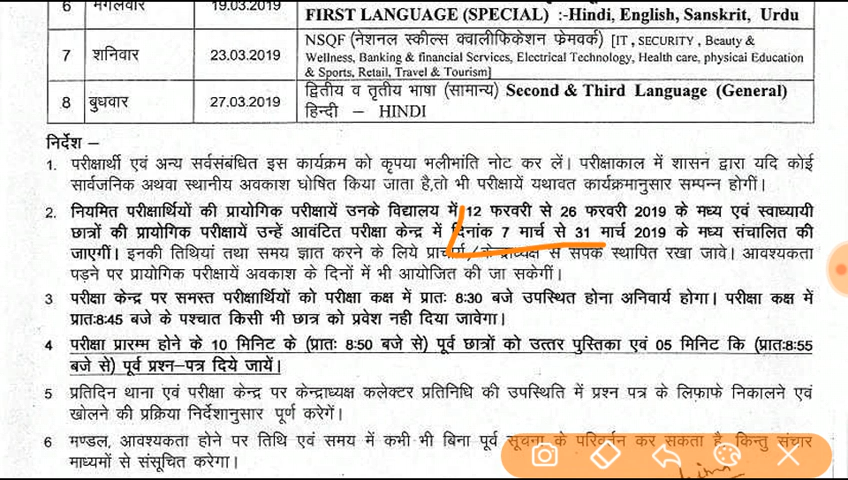 6 मंगलवार 19.03.2019
FIRST LANGUAGE (SPECIAL) :-Hindi, English, Sanskrit, Urdu
7 शनिवार 23.03.2019 NSQF (नेशनल स्कील्स क्वालीफिकेशन फ्रेमवर्क) [IT , SECURITY , Beauty &
Wellness, Banking & financial Services, Electrical Technology, Health care, physical Education
& Sports, Retail, Travel & Tourism]
8 बुधवार 27.03.2019 द्वितीय व तृतीय भाषा (सामान्य) Second & Third Language (General)
हिन्दी – HINDI
निर्देश –
1. परीक्षार्थी एवं अन्य सर्वसंबंधित इस कार्यक्रम को कृपया भलीभांति नोट कर लें। परीक्षाकाल में शासन द्वारा यदि कोई
सार्वजनिक अथवा स्थानीय अवकाश घोषित किया जाता है,तो भी परीक्षायें यथावत कार्यक्रमानुसार सम्पन्न होगीं।
2. नियमित परीक्षार्थियों की प्रायोगिक परीक्षायें उनके विद्यालय में 12 फरवरी से 26 फरवरी 2019 के मध्य एवं स्वाध्यायी
छात्रों की प्रायोगिक परीक्षायें उन्हें आवंटित परीक्षा केन्द्र में दिनांक 7 मार्च से 31 मार्च 2019 के मध्य संचालित की
जाएगीं। इनकी तिथियां तथा समय ज्ञात करने के लिये प्राचार्य/केन्द्राध्यक्ष से संपर्क स्थापित रखा जावे। आवश्यकता
पड़ने पर प्रायोगिक परीक्षायें अवकाश के दिनों में भी आयोजित की जा सकेगीं।
3 परीक्षा केन्द्र पर समस्त परीक्षार्थियों को परीक्षा कक्ष में प्रातः 8:30 बजे उपस्थित होना अनिवार्य होगा। परीक्षा कक्ष में
प्रातः8:45 बजे के पश्चात किसी भी छात्र को प्रवेश नही दिया जावेगा।
4 परीक्षा प्रारम्भ होने के 10 मिनिट के (प्रातः 8:50 बजे से) पूर्व छात्रों को उत्तर पुस्तिका एवं 05 मिनिट कि (प्रातः8:55
बजे से) पूर्व प्रश्न–पत्र दिये जायें।
5 प्रतिदिन थाना एवं परीक्षा केन्द्र पर केन्द्राध्यक्ष कलेक्टर प्रतिनिधि की उपस्थिति में प्रश्न पत्र के लिफाफे निकालने एवं
खोलने की प्रक्रिया निर्देशानुसार पूर्ण करेगें।
6 मण्डल, आवश्यकता होने पर तिथि एवं समय में कभी भी बिना पूर्व सूचना के परिवर्तन कर सकता है, किन्तु संचार
माध्यमों से संसूचित करेगा।